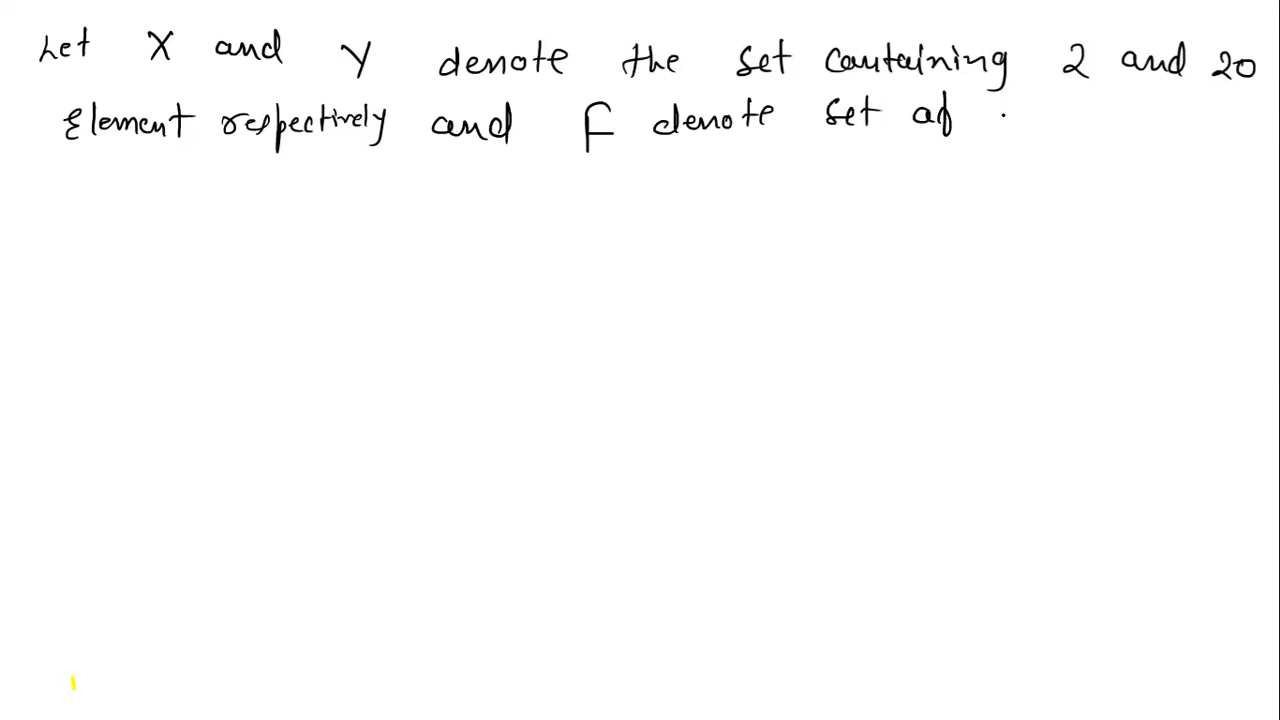 Let X and Y denote the set containing 2 and 20
Element respectively and F denote set of